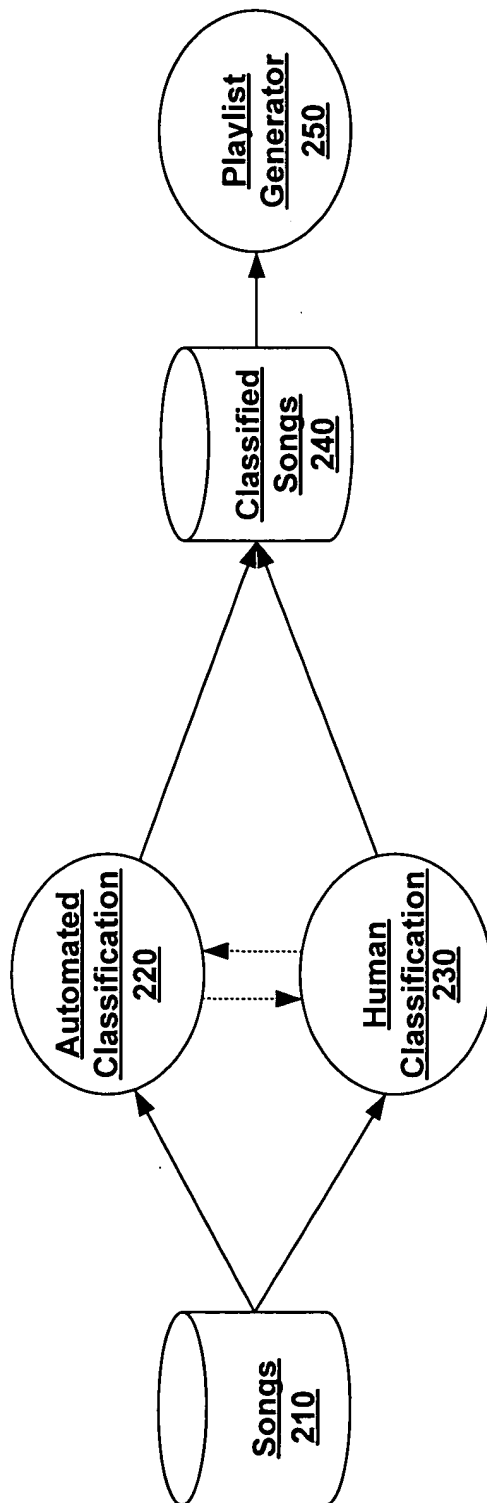 Songs
210
Automated
Classification
220
Human
Classification
230
Classified
Songs
240
Playlist
Generator
250